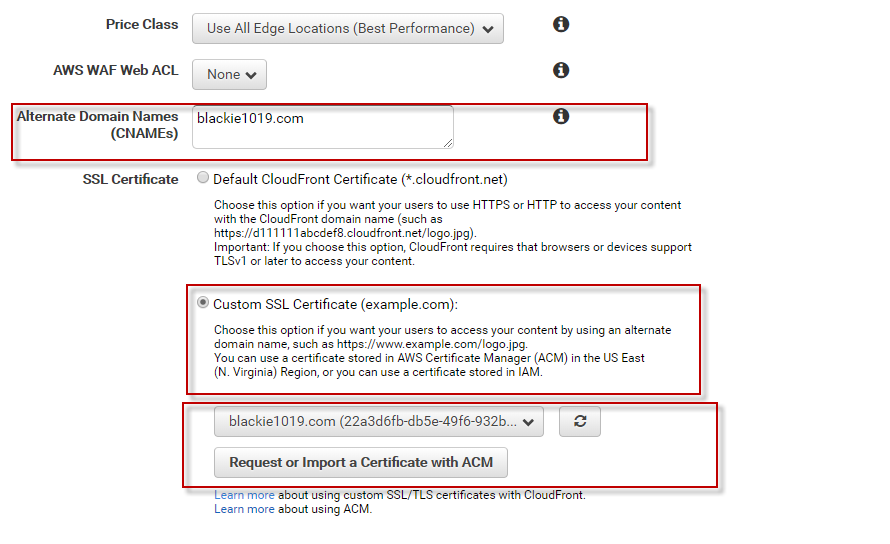 Price Class
Use All Edge Locations (Best Performance)
AWS WAF Web ACL
None
Alternate Domain Names
(CNAMEs)
blackie1019.com
SSL Certificate
Default CloudFront Certificate (*.cloudfront.net)
Choose this option if you want your users to use HTTPS or HTTP to access your content
with the CloudFront domain name (such as
https://d111111abcdef8.cloudfront.net/logo.jpg).
Important: If you choose this option, CloudFront requires that browsers or devices support
TLSv1 or later to access your content.
Custom SSL Certificate (example.com):
Choose this option if you want your users to access your content by using an alternate
domain name, such as https://www.example.com/logo.jpg.
You can use a certificate stored in AWS Certificate Manager (ACM) in the US East
(N. Virginia) Region, or you can use a certificate stored in IAM.
blackie1019.com (22a3d6fb-db5e-49f6-932b...
Request or Import a Certificate with ACM
Learn more about using custom SSL/TLS certificates with CloudFront.
Learn more about using ACM.